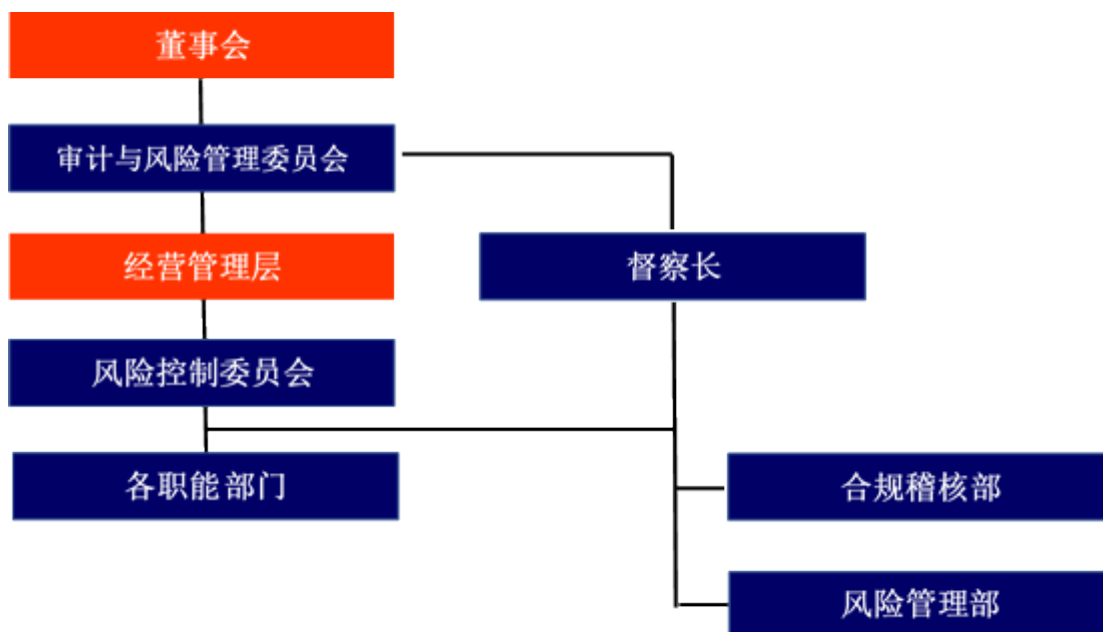 董事会
审计与风险管理委员会
经营管理层
督察长
风险控制委员会
各职能部门
合规稽核部
风险管理部